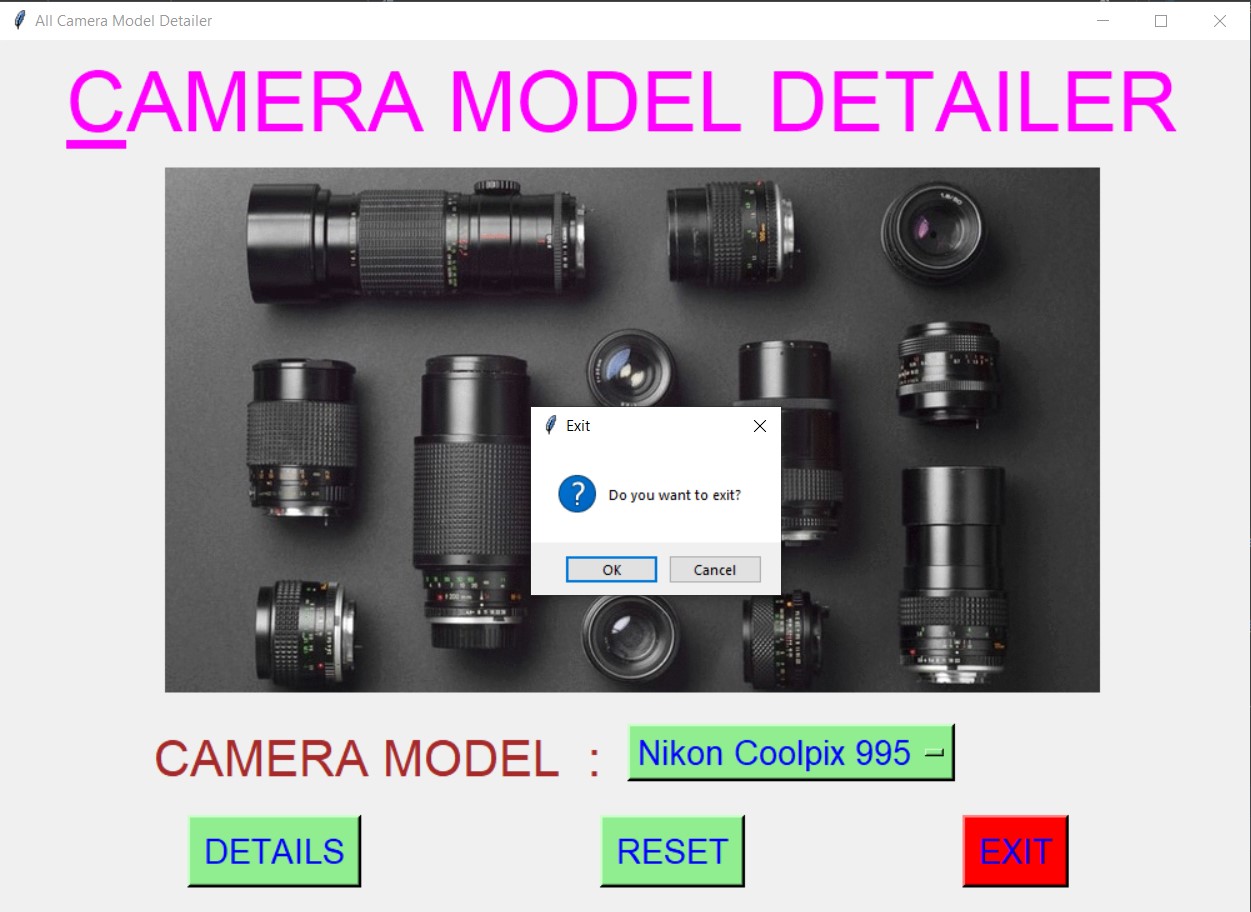 All Camera Model Detailer
CAMERA MODEL DETAILER
Exit
?
Do you want to exit?
OK
Cancel
CAMERA MODEL :
Nikon Coolpix 995
DETAILS
RESET
EXIT